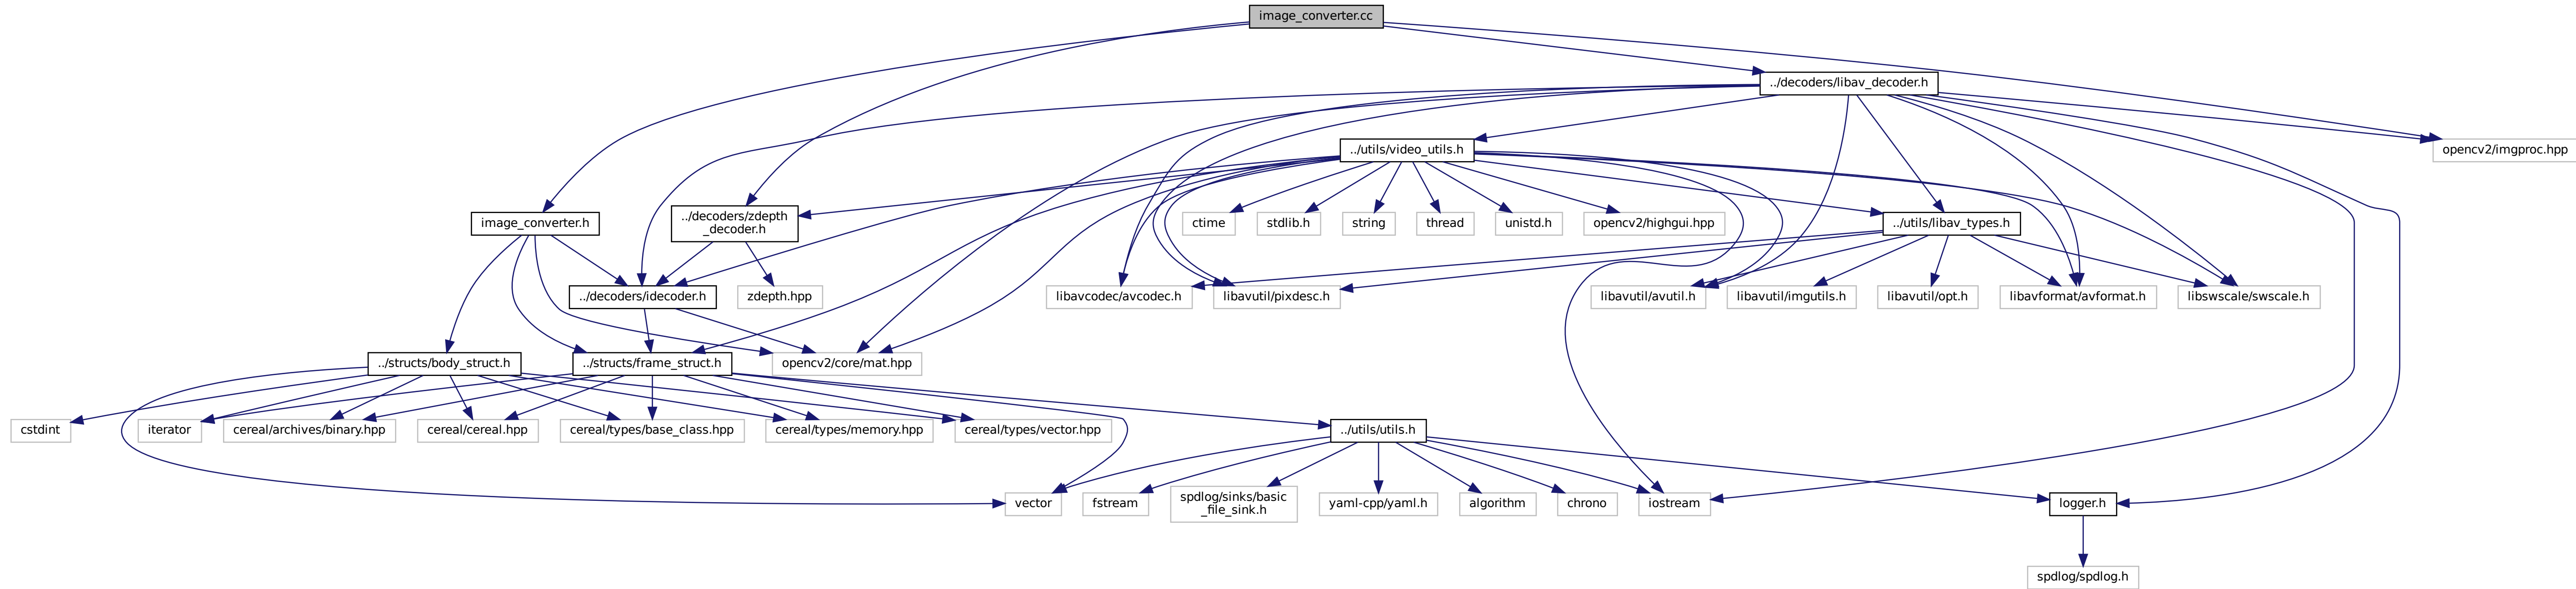 image_converter.cc
../decoders/libav_decoder.h
../utils/video_utils.h
opencv2/imgproc.hpp
image_converter.h
../decoders/zdepth
_decoder.h
ctime
stdlib.h
string
thread
unistd.h
opencv2/highgui.hpp
../utils/libav_types.h
../decoders/idecoder.h
zdepth.hpp
libavcodec/avcodec.h
libavutil/pixdesc.h
libavutil/avutil.h
libavutil/imgutils.h
libavutil/opt.h
libavformat/avformat.h
libswscale/swscale.h
../structs/body_struct.h
../structs/frame_struct.h
opencv2/core/mat.hpp
cstdint
iterator
cereal/archives/binary.hpp
cereal/cereal.hpp
cereal/types/base_class.hpp
cereal/types/memory.hpp
cereal/types/vector.hpp
../utils/utils.h
vector
fstream
spdlog/sinks/basic
_file_sink.h
yaml-cpp/yaml.h
algorithm
chrono
iostream
logger.h
spdlog/spdlog.h